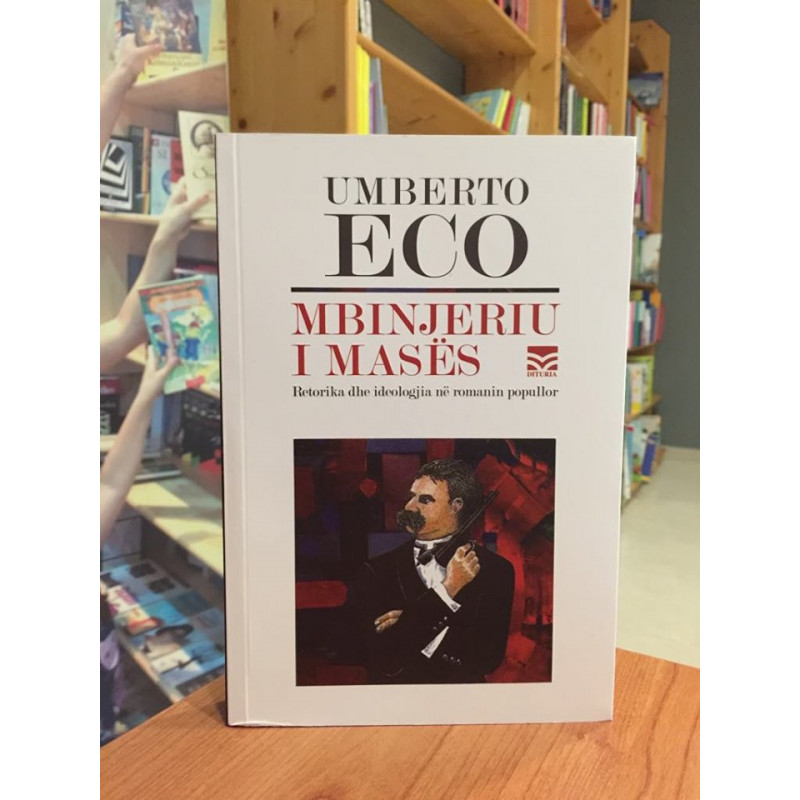 UMBERTO
ECO
MBINJERIU
I MASËS
DITURIA
Retorika dhe ideologjia në romanin popullor